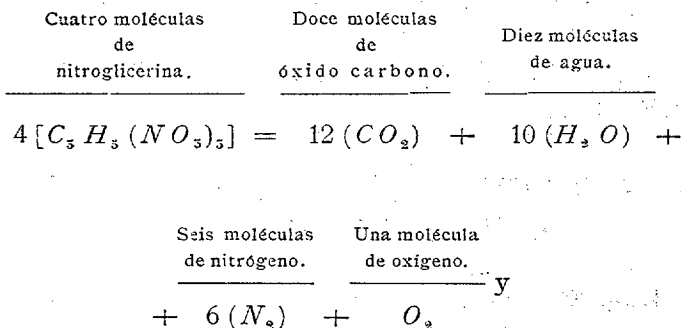 Cuatro moléculas
de
nitroglicerina.
Doce moléculas
de
óxido carbono.
Diez moléculas
de agua.
4 [C₃ H₅ (N O₃)₃] = 12 (C O₂) + 10 (H₂ O) +
Seis moléculas
de nitrógeno.
Una molécula
de oxígeno.
y
+ 6 (N₂) + O₂